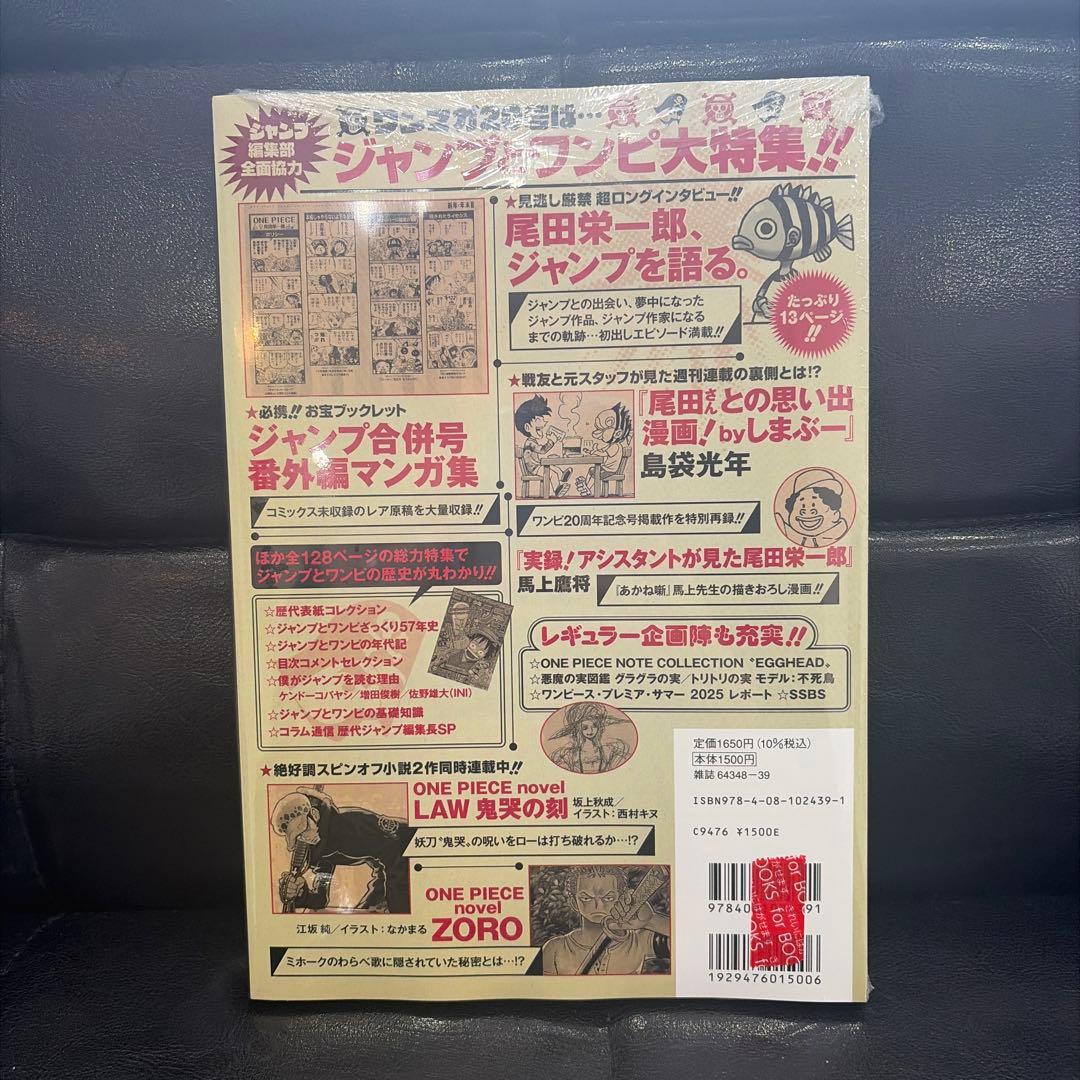 ジャンプ
編集部
全面協力
ワンマガ20号は…
ジャンプとワンピ大特集!!
ONE PIECE
★見逃し厳禁 超ロングインタビュー!!
尾田栄一郎、
ジャンプを語る。
ジャンプとの出会い、夢中になった
ジャンプ作品、ジャンプ作家になる
までの軌跡…初出しエピソード満載!!
たっぷり
13ページ
!!
★必携!! お宝ブックレット
ジャンプ合併号
番外編マンガ集
コミックス未収録のレア原稿を大量収録!!
★戦友と元スタッフが見た週刊連載の裏側とは!?
『尾田さんとの思い出
漫画!byしまぶー』
島袋光年
ワンピ20周年記念号掲載作を特別再録!!
『実録!アシスタントが見た尾田栄一郎』
馬上鷹将
『あかね噺』馬上先生の描きおろし漫画!!
ほか全128ページの総力特集で
ジャンプとワンピの歴史が丸わかり!!
☆歴代表紙コレクション
☆ジャンプとワンピざっくり57年史
☆ジャンプとワンピの年代記
☆目次コメントセレクション
☆僕がジャンプを読む理由
ケンドーコバヤシ/増田俊樹/佐野雄大(INI)
☆ジャンプとワンピの基礎知識
☆コラム通信 歴代ジャンプ編集長SP
レギュラー企画陣も充実!!
☆ONE PIECE NOTE COLLECTION〝EGGHEAD〟
☆悪魔の実図鑑 グラグラの実/トリトリの実 モデル:不死鳥
☆ワンピース・プレミア・サマー 2025 レポート ☆SSBS
★絶好調スピンオフ小説2作同時連載中!!
ONE PIECE novel
LAW 鬼哭の刻
坂上秋成/
イラスト:西村キヌ
妖刀〝鬼哭〟の呪いをローは打ち破れるか…!?
ONE PIECE
novel
ZORO
江坂 純/イラスト:なかまる
ミホークのわらべ歌に隠されていた秘密とは…!?
定価1650円(10%税込)
本体1500円
雑誌 64348-39
ISBN978-4-08-102439-1
C9476 ¥1500E
97840
91
1929476015006
for BOOKS